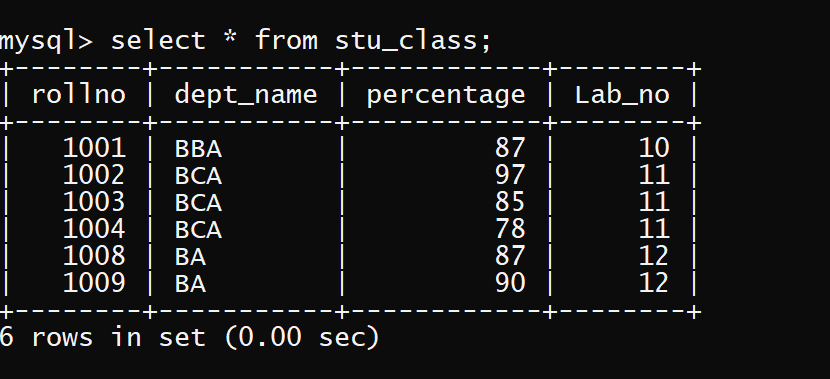 mysql> select * from stu_class;
+--------+-----------+------------+--------+
| rollno | dept_name | percentage | Lab_no |
+--------+-----------+------------+--------+
|   1001 | BBA       |         87 |     10 |
|   1002 | BCA       |         97 |     11 |
|   1003 | BCA       |         85 |     11 |
|   1004 | BCA       |         78 |     11 |
|   1008 | BA        |         87 |     12 |
|   1009 | BA        |         90 |     12 |
+--------+-----------+------------+--------+
6 rows in set (0.00 sec)